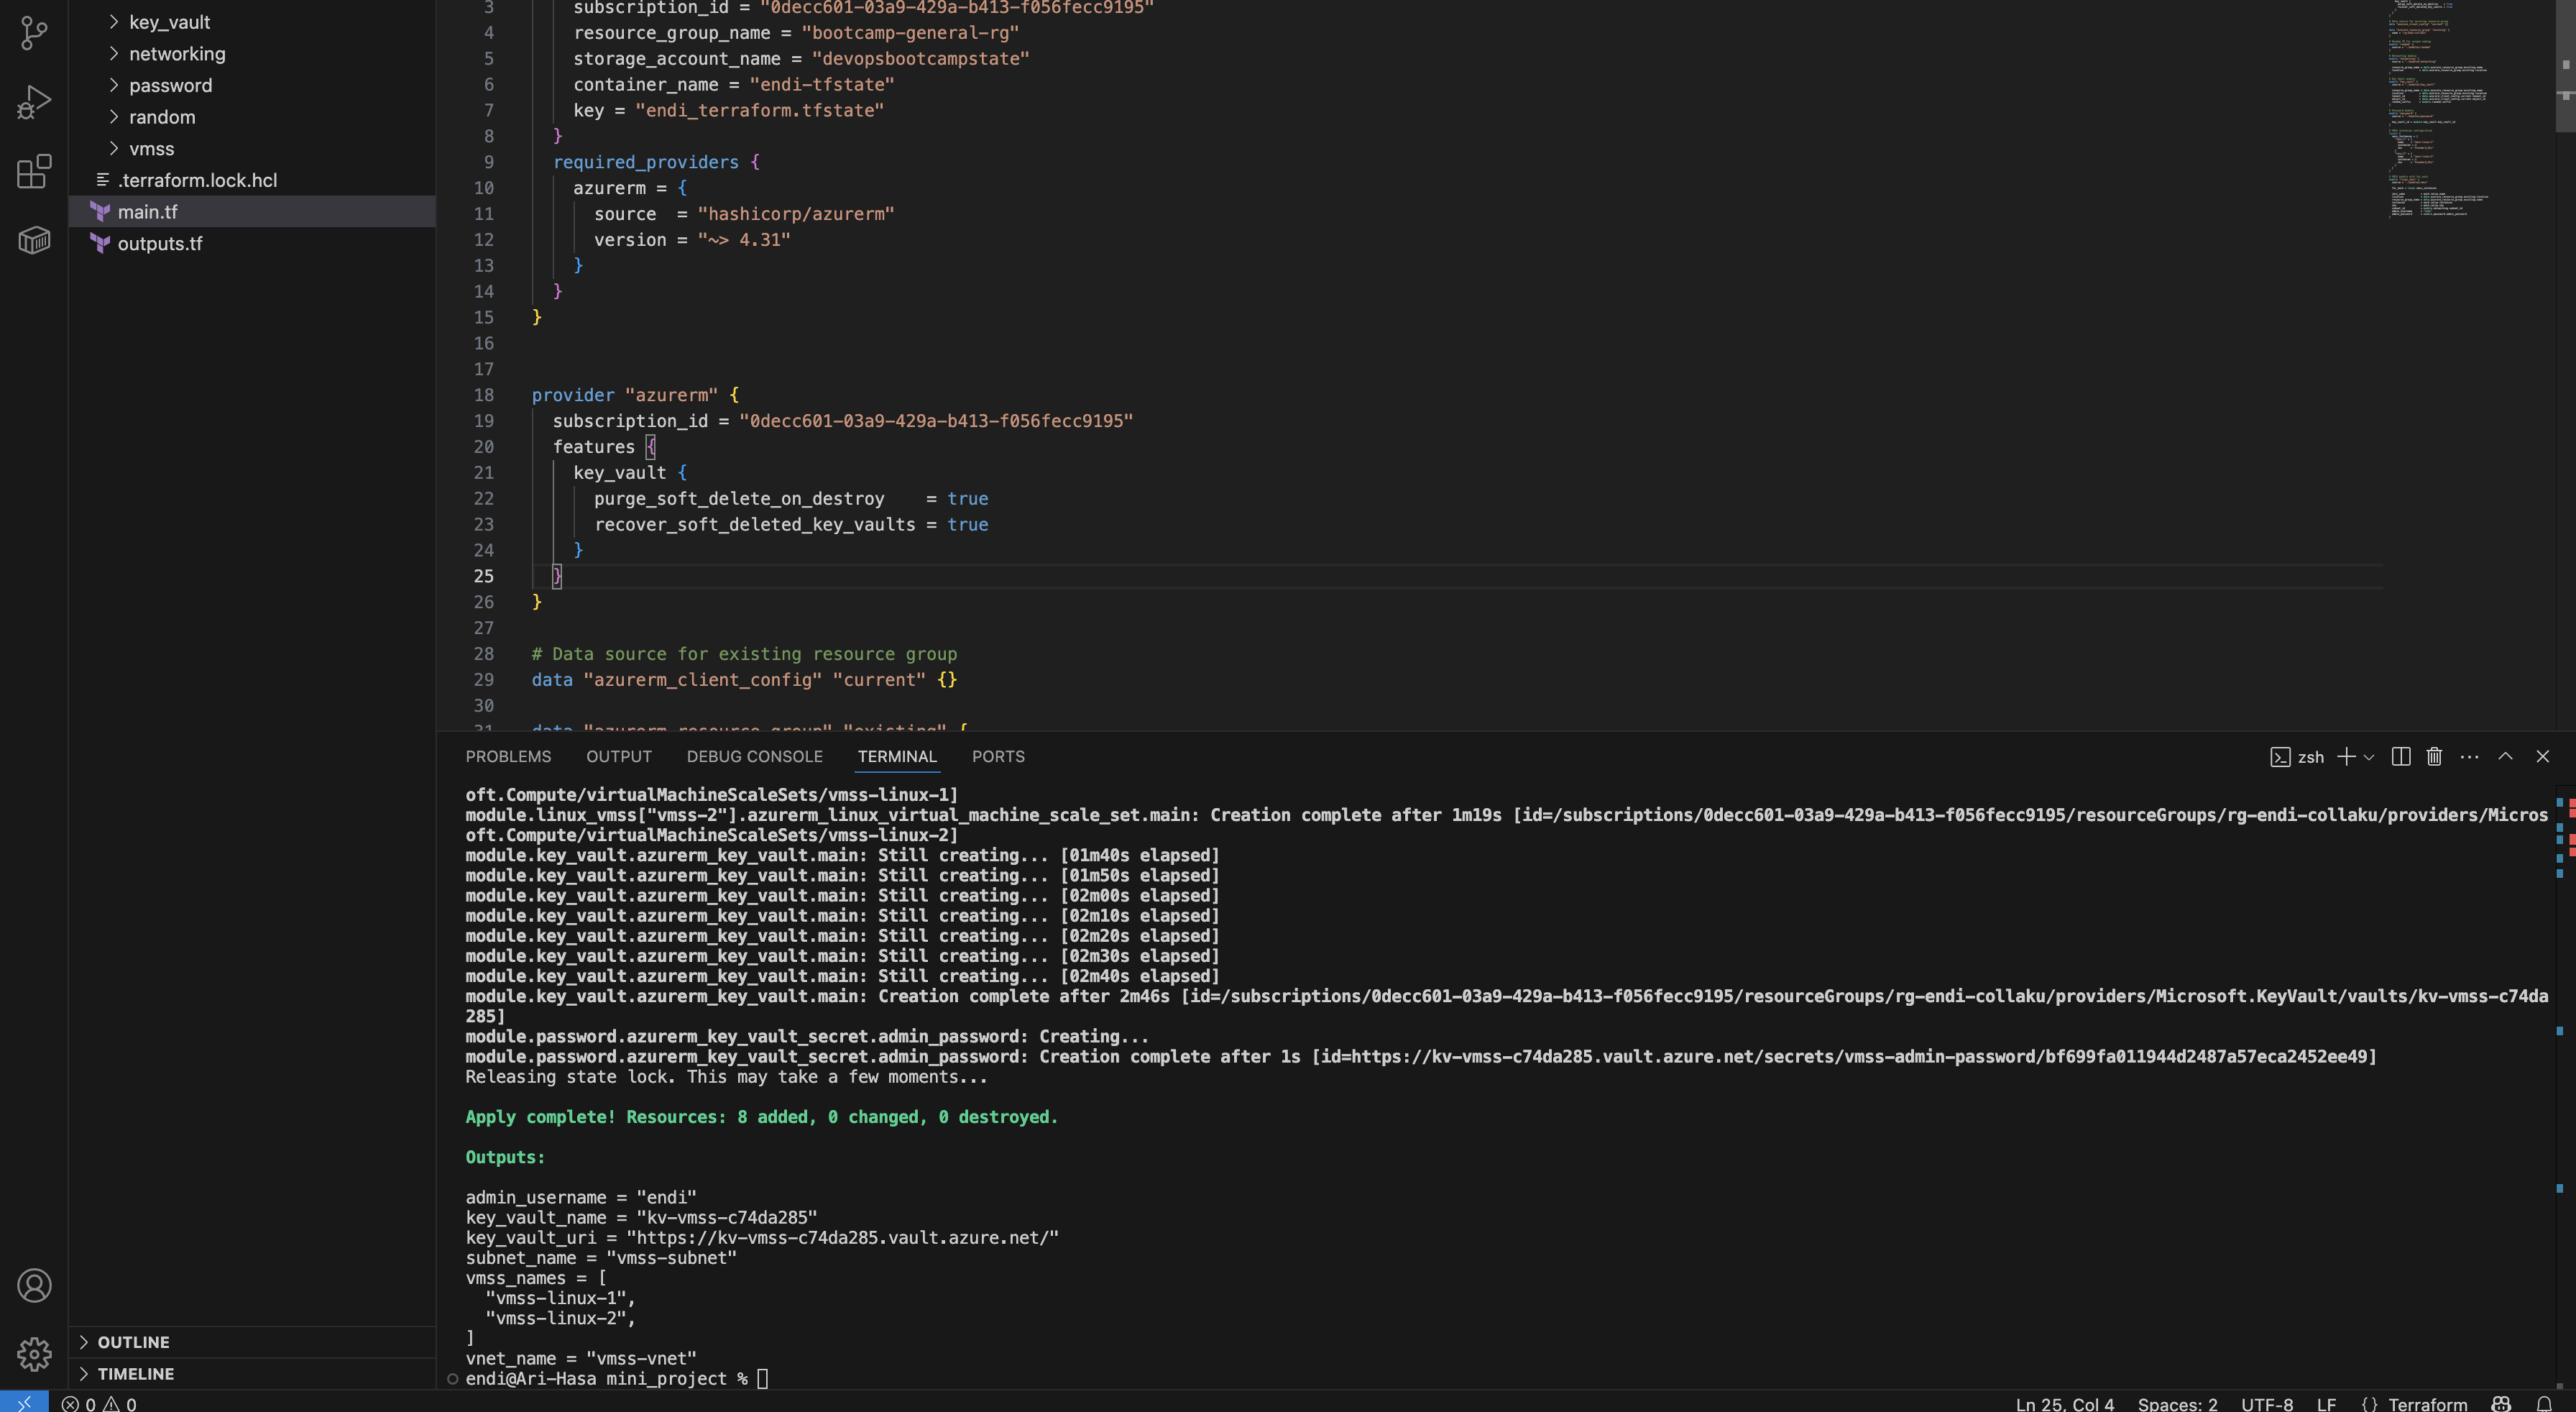 key_vault
networking
password
random
vmss
.terraform.lock.hcl
main.tf
outputs.tf
OUTLINE
TIMELINE
3 subscription_id = "0decc601-03a9-429a-b413-f056fecc9195"
4 resource_group_name = "bootcamp-general-rg"
5 storage_account_name = "devopsbootcampstate"
6 container_name = "endi-tfstate"
7 key = "endi_terraform.tfstate"
8 }
9 required_providers {
10 azurerm = {
11 source  = "hashicorp/azurerm"
12 version = "~> 4.31"
13 }
14 }
15 }
16
17
18 provider "azurerm" {
19 subscription_id = "0decc601-03a9-429a-b413-f056fecc9195"
20 features {
21 key_vault {
22 purge_soft_delete_on_destroy    = true
23 recover_soft_deleted_key_vaults = true
24 }
25 }
26 }
27
28 # Data source for existing resource group
29 data "azurerm_client_config" "current" {}
30
31 data "azurerm_resource_group" "existing" {
PROBLEMS OUTPUT DEBUG CONSOLE TERMINAL PORTS
zsh
oft.Compute/virtualMachineScaleSets/vmss-linux-1]
module.linux_vmss["vmss-2"].azurerm_linux_virtual_machine_scale_set.main: Creation complete after 1m19s [id=/subscriptions/0decc601-03a9-429a-b413-f056fecc9195/resourceGroups/rg-endi-collaku/providers/Micros
oft.Compute/virtualMachineScaleSets/vmss-linux-2]
module.key_vault.azurerm_key_vault.main: Still creating... [01m40s elapsed]
module.key_vault.azurerm_key_vault.main: Still creating... [01m50s elapsed]
module.key_vault.azurerm_key_vault.main: Still creating... [02m00s elapsed]
module.key_vault.azurerm_key_vault.main: Still creating... [02m10s elapsed]
module.key_vault.azurerm_key_vault.main: Still creating... [02m20s elapsed]
module.key_vault.azurerm_key_vault.main: Still creating... [02m30s elapsed]
module.key_vault.azurerm_key_vault.main: Still creating... [02m40s elapsed]
module.key_vault.azurerm_key_vault.main: Creation complete after 2m46s [id=/subscriptions/0decc601-03a9-429a-b413-f056fecc9195/resourceGroups/rg-endi-collaku/providers/Microsoft.KeyVault/vaults/kv-vmss-c74da
285]
module.password.azurerm_key_vault_secret.admin_password: Creating...
module.password.azurerm_key_vault_secret.admin_password: Creation complete after 1s [id=https://kv-vmss-c74da285.vault.azure.net/secrets/vmss-admin-password/bf699fa011944d2487a57eca2452ee49]
Releasing state lock. This may take a few moments...
Apply complete! Resources: 8 added, 0 changed, 0 destroyed.
Outputs:
admin_username = "endi"
key_vault_name = "kv-vmss-c74da285"
key_vault_uri = "https://kv-vmss-c74da285.vault.azure.net/"
subnet_name = "vmss-subnet"
vmss_names = [
"vmss-linux-1",
"vmss-linux-2",
]
vnet_name = "vmss-vnet"
endi@Ari-Hasa mini_project %
0 0 Ln 25, Col 4 Spaces: 2 UTF-8 LF {} Terraform